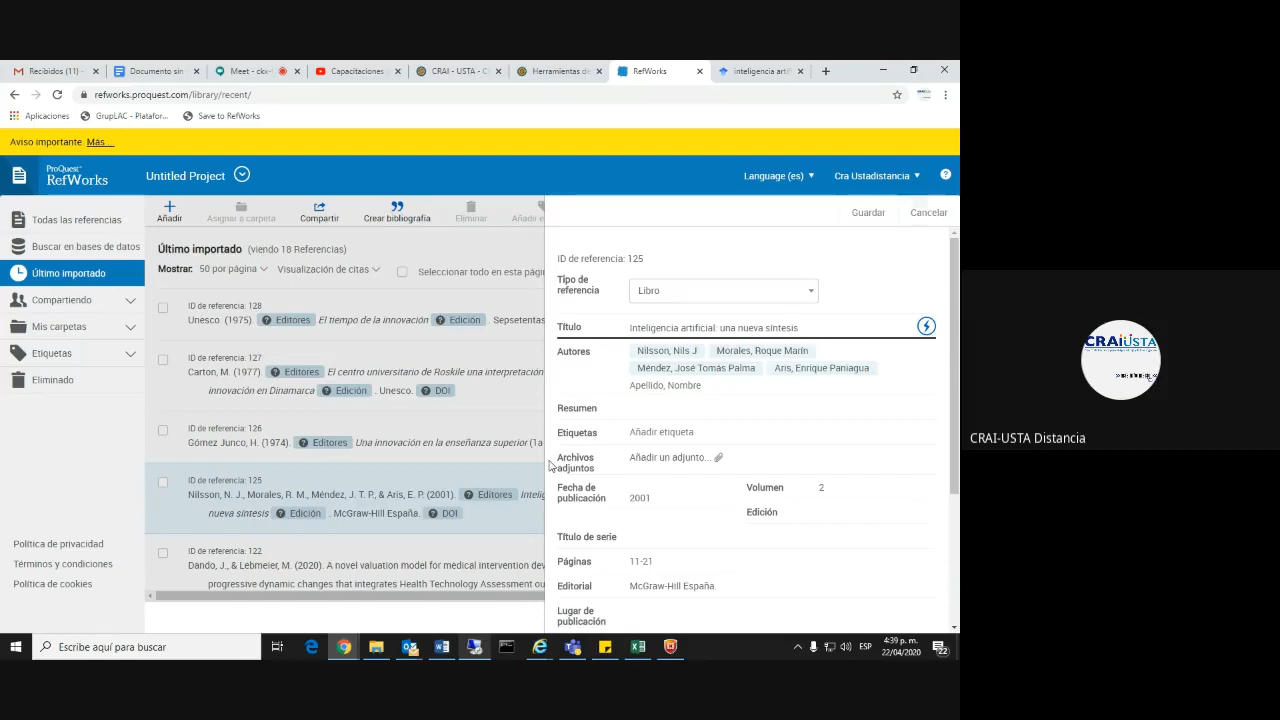 Recibidos (11) -
Documento sin
Meet - ckx-
Capacitaciones
CRAI - USTA - C
Herramientas de
RefWorks
inteligencia artif
refworks.proquest.com/library/recent/
Aplicaciones
GrupLAC - Platafor...
Save to RefWorks
Aviso importante Más ...
ProQuest
RefWorks
Untitled Project
Language (es)
Cra Ustadistancia
Todas las referencias
Buscar en bases de datos
Último importado
Compartiendo
Mis carpetas
Etiquetas
Eliminado
Política de privacidad
Términos y condiciones
Política de cookies
Añadir
Asignar a carpeta
Compartir
Crear bibliografía
Eliminar
Añadir e
Último importado (viendo 18 Referencias)
Mostrar: 50 por página Visualización de citas Seleccionar todo en esta págin
ID de referencia: 128
Unesco. (1975). Editores El tiempo de la innovación Edición . Sepsetentas
ID de referencia: 127
Carton, M. (1977). Editores El centro universitario de Roskile una interpretación
innovación en Dinamarca Edición . Unesco. DOI
ID de referencia: 126
Gómez Junco, H. (1974). Editores Una innovación en la enseñanza superior (1a
ID de referencia: 125
Nilsson, N. J., Morales, R. M., Méndez, J. T. P., & Aris, E. P. (2001). Editores Inteli
nueva síntesis Edición . McGraw-Hill España. DOI
ID de referencia: 122
Dando, J., & Lebmeier, M. (2020). A novel valuation model for medical intervention dev
progressive dynamic changes that integrates Health Technology Assessment ou
Guardar
Cancelar
ID de referencia: 125
Tipo de
referencia
Libro
Título
Inteligencia artificial: una nueva síntesis
Autores
Nilsson, Nils J
Morales, Roque Marín
Méndez, José Tomás Palma
Aris, Enrique Paniagua
Apellido, Nombre
Resumen
Etiquetas
Añadir etiqueta
Archivos
adjuntos
Añadir un adjunto...
Fecha de
publicación
2001
Volumen
2
Edición
Título de serie
Páginas
11-21
Editorial
McGraw-Hill España.
Lugar de
publicación
Escribe aquí para buscar
ESP
4:39 p. m.
22/04/2020
22
CRAIUSTA
CRAI-USTA Distancia